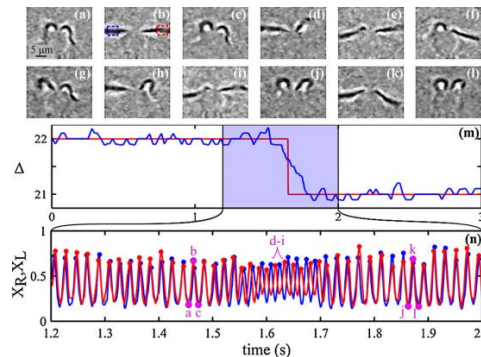 (a) (b) (c) (d) (e) (f)
5 μm
(g) (h) (i) (j) (k) (l)
22
Δ
21
(m)
0 1 2 3
1
X_R,X_L
0.5
0
(n)
b
d-i
k
a c
j l
1.2 1.3 1.4 1.5 1.6 1.7 1.8 1.9 2.0
time (s)